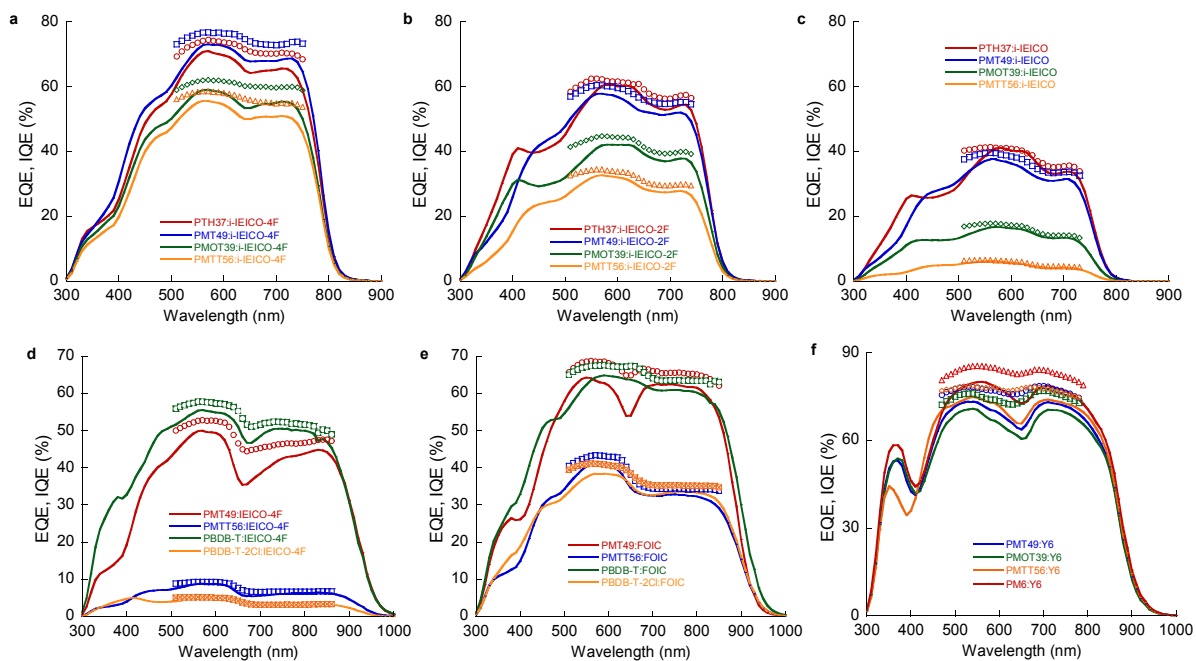 a
80
60
40
20
0
EQE, IQE (%)
PTH37:i-IEICO-4F
PMT49:i-IEICO-4F
PMOT39:i-IEICO-4F
PMTT56:i-IEICO-4F
300 400 500 600 700 800 900
Wavelength (nm)
b
80
60
40
20
0
EQE, IQE (%)
PTH37:i-IEICO-2F
PMT49:i-IEICO-2F
PMOT39:i-IEICO-2F
PMTT56:i-IEICO-2F
300 400 500 600 700 800 900
Wavelength (nm)
c
80
60
40
20
0
EQE, IQE (%)
PTH37:i-IEICO
PMT49:i-IEICO
PMOT39:i-IEICO
PMTT56:i-IEICO
300 400 500 600 700 800 900
Wavelength (nm)
d
70
60
50
40
30
20
10
0
EQE, IQE (%)
PMT49:IEICO-4F
PMTT56:IEICO-4F
PBDB-T:IEICO-4F
PBDB-T-2Cl:IEICO-4F
300 400 500 600 700 800 900 1000
Wavelength (nm)
e
70
60
50
40
30
20
10
0
EQE, IQE (%)
PMT49:FOIC
PMTT56:FOIC
PBDB-T:FOIC
PBDB-T-2Cl:FOIC
300 400 500 600 700 800 900 1000
Wavelength (nm)
f
90
60
30
0
EQE, IQE (%)
PMT49:Y6
PMOT39:Y6
PMTT56:Y6
PM6:Y6
300 400 500 600 700 800 900 1000
Wavelength (nm)